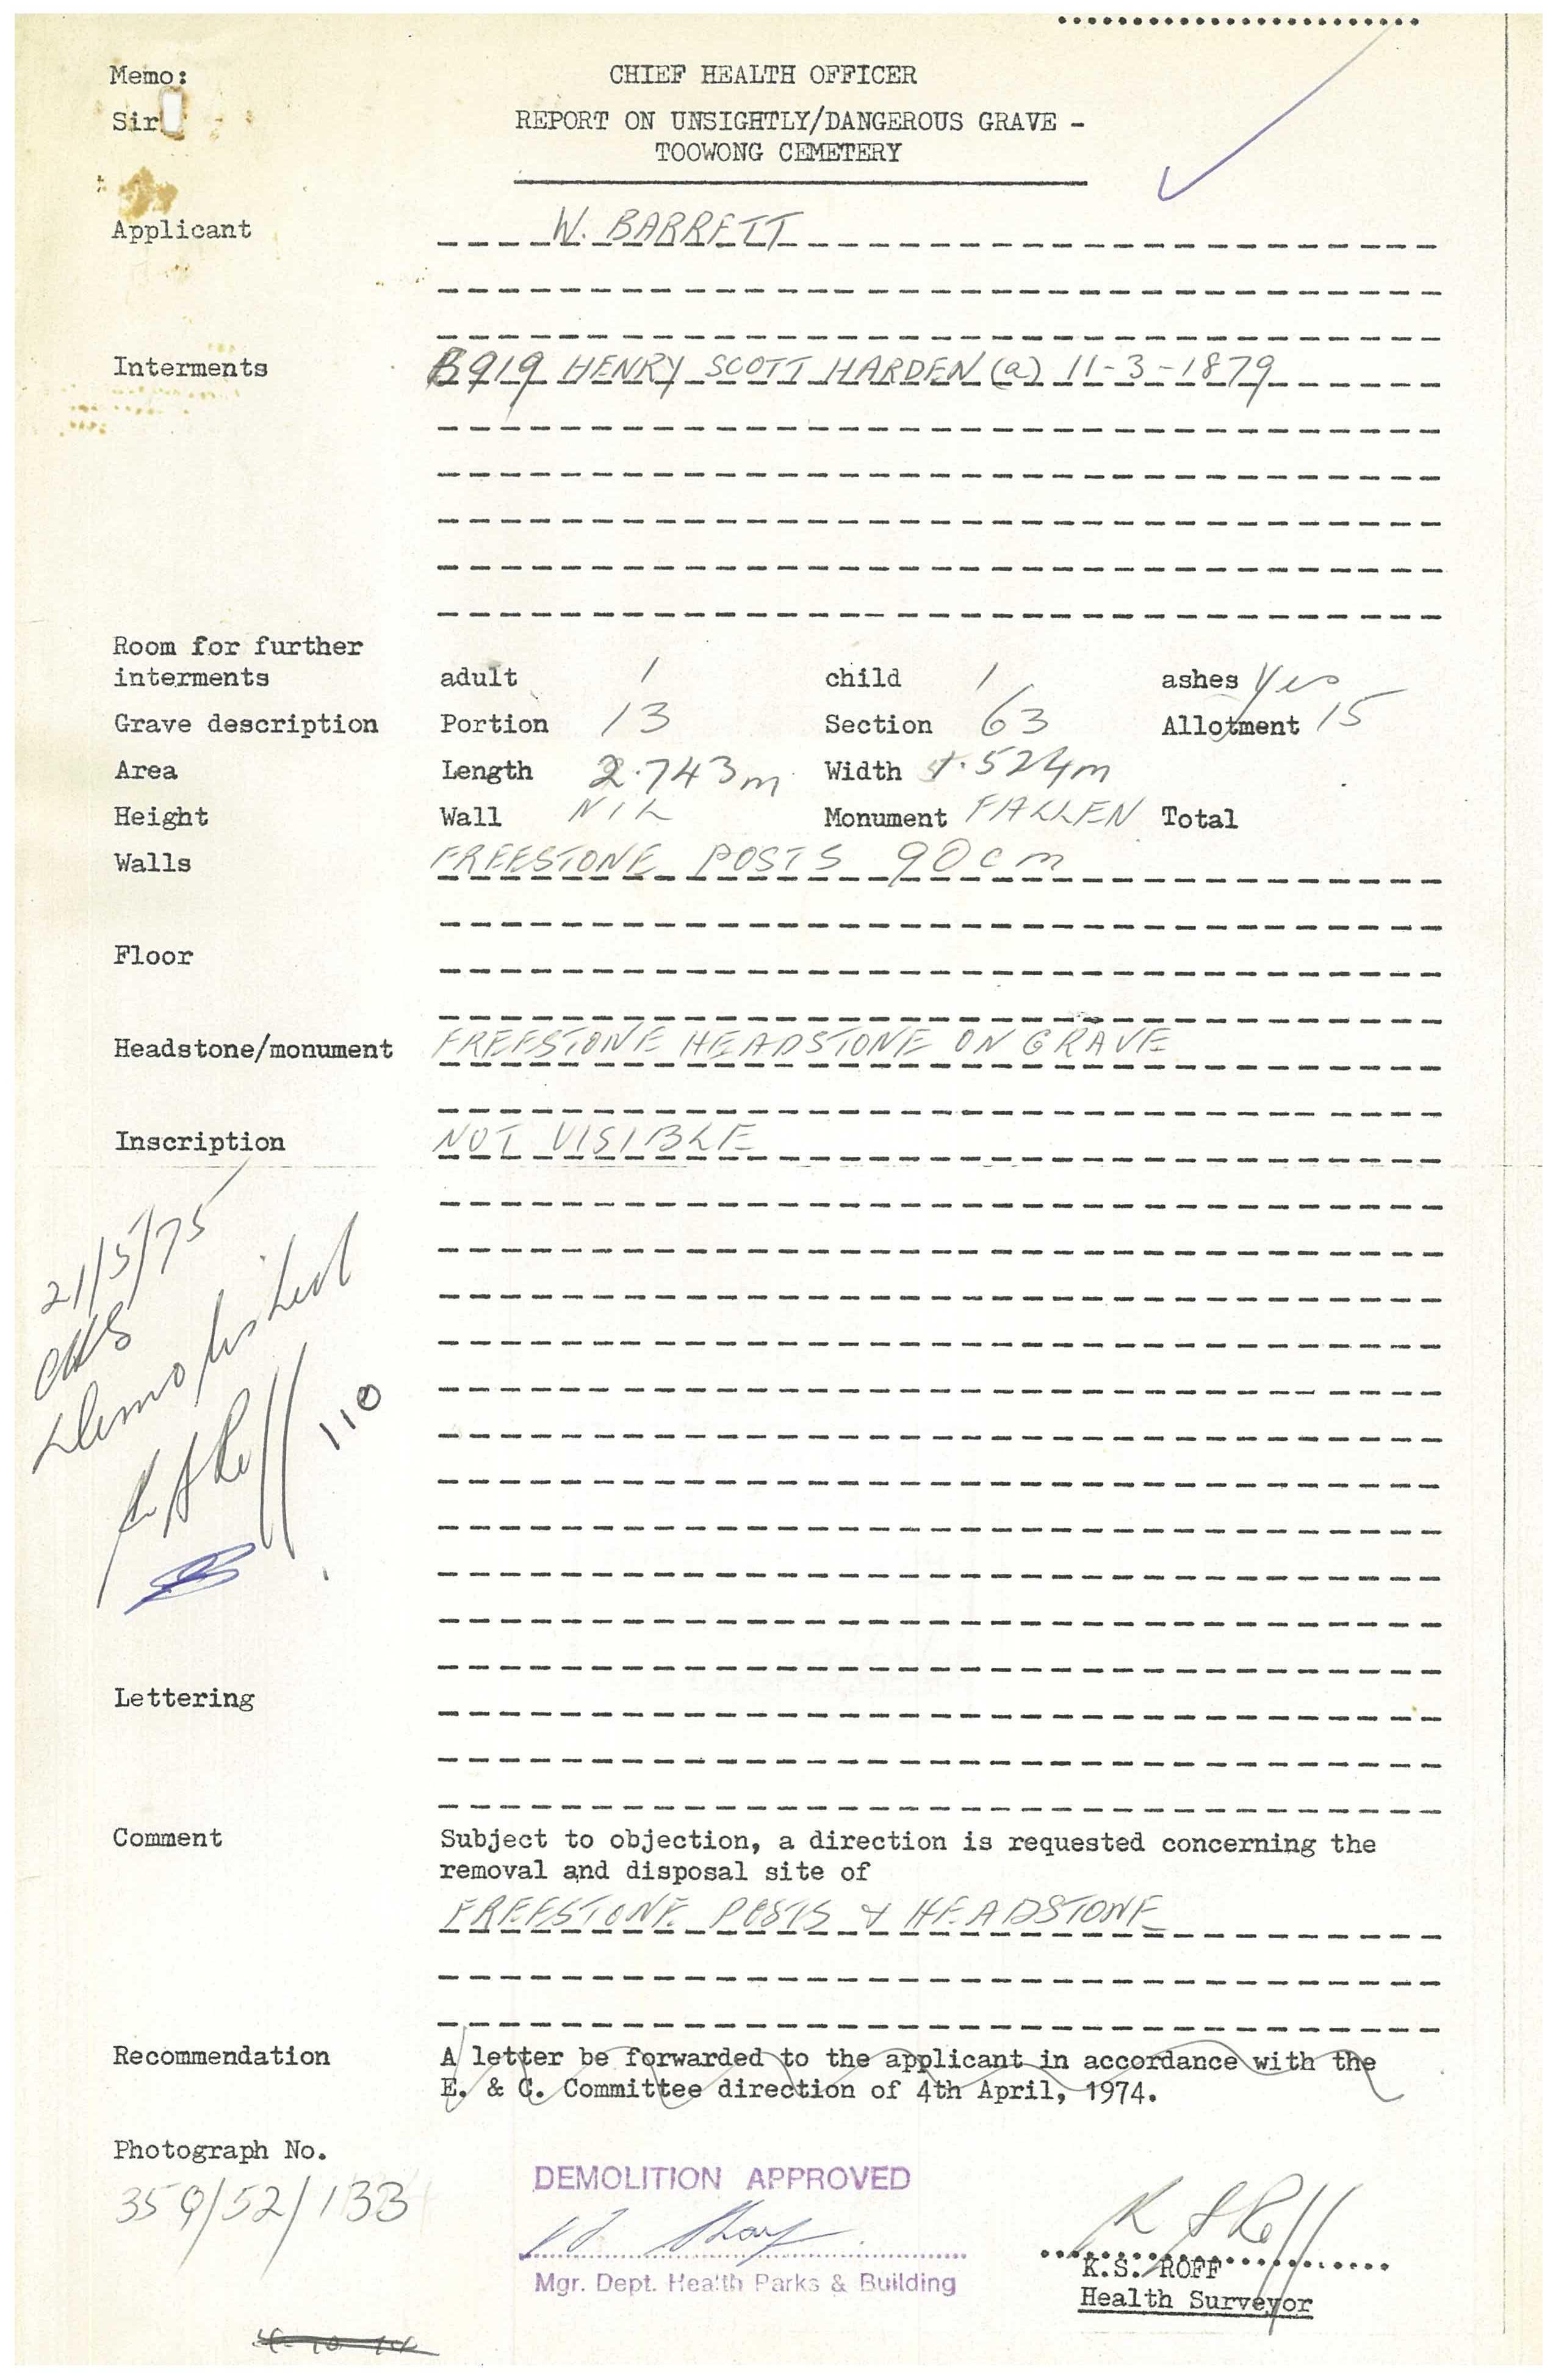 Memo: CHIEF HEALTH OFFICER
Sir
REPORT ON UNSIGHTLY/DANGEROUS GRAVE -
TOOWONG CEMETERY
Applicant W. BARRETT
Interments B919 HENRY SCOTT HARDEN (a) 11-3-1879
Room for further
interments adult 1 child 1 ashes Yes
Grave description Portion 13 Section 63 Allotment 15
Area Length 2.743m Width 1.524m
Height Wall NIL Monument FALLEN Total
Walls FREESTONE POSTS 90cm
Floor
Headstone/monument FREESTONE HEADSTONE ON GRAVE
Inscription NOT VISIBLE
21/5/75
Demolished
K S Roff
110
Lettering
Comment Subject to objection, a direction is requested concerning the
removal and disposal site of
FREESTONE POSTS & HEADSTONE
Recommendation A letter be forwarded to the applicant in accordance with the
E. & C. Committee direction of 4th April, 1974.
Photograph No.
359/52/133
DEMOLITION APPROVED
K S Roff
Mgr. Dept. Health Parks & Building
K.S. ROFF
Health Surveyor